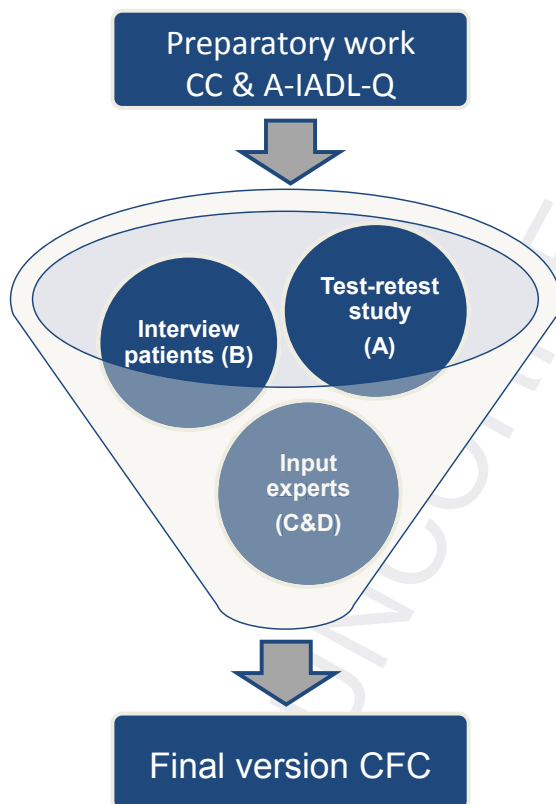 Preparatory work
CC & A-IADL-Q
Test-retest
study
(A)
Interview
patients (B)
Input
experts
(C&D)
Final version CFC